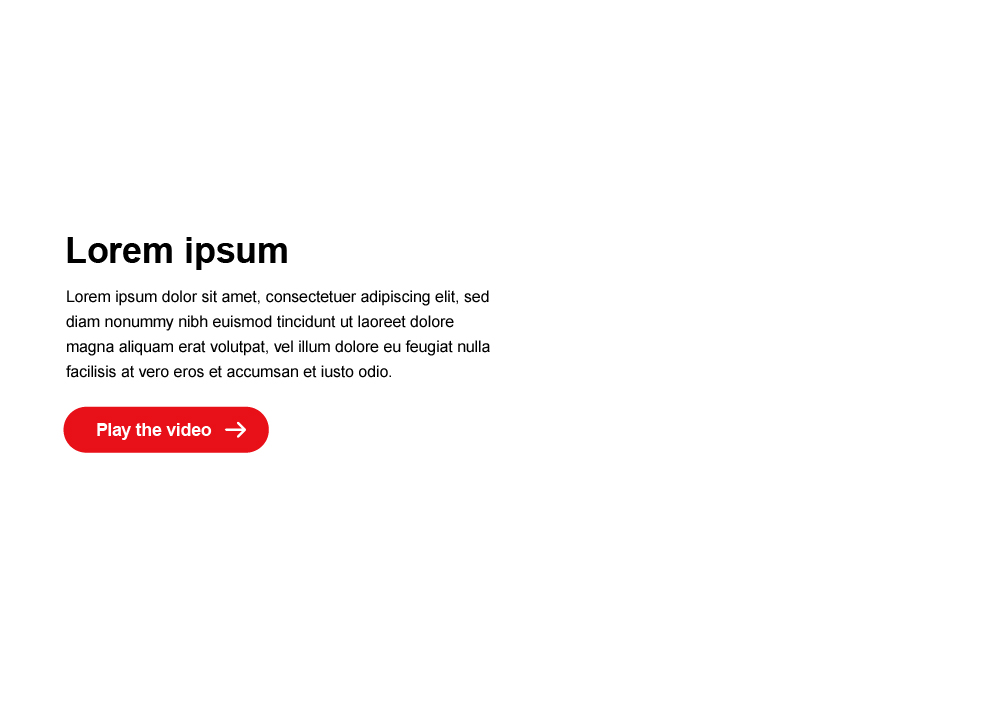 Lorem ipsum
Lorem ipsum dolor sit amet, consectetuer adipiscing elit, sed
diam nonummy nibh euismod tincidunt ut laoreet dolore
magna aliquam erat volutpat, vel illum dolore eu feugiat nulla
facilisis at vero eros et accumsan et iusto odio.
Play the video